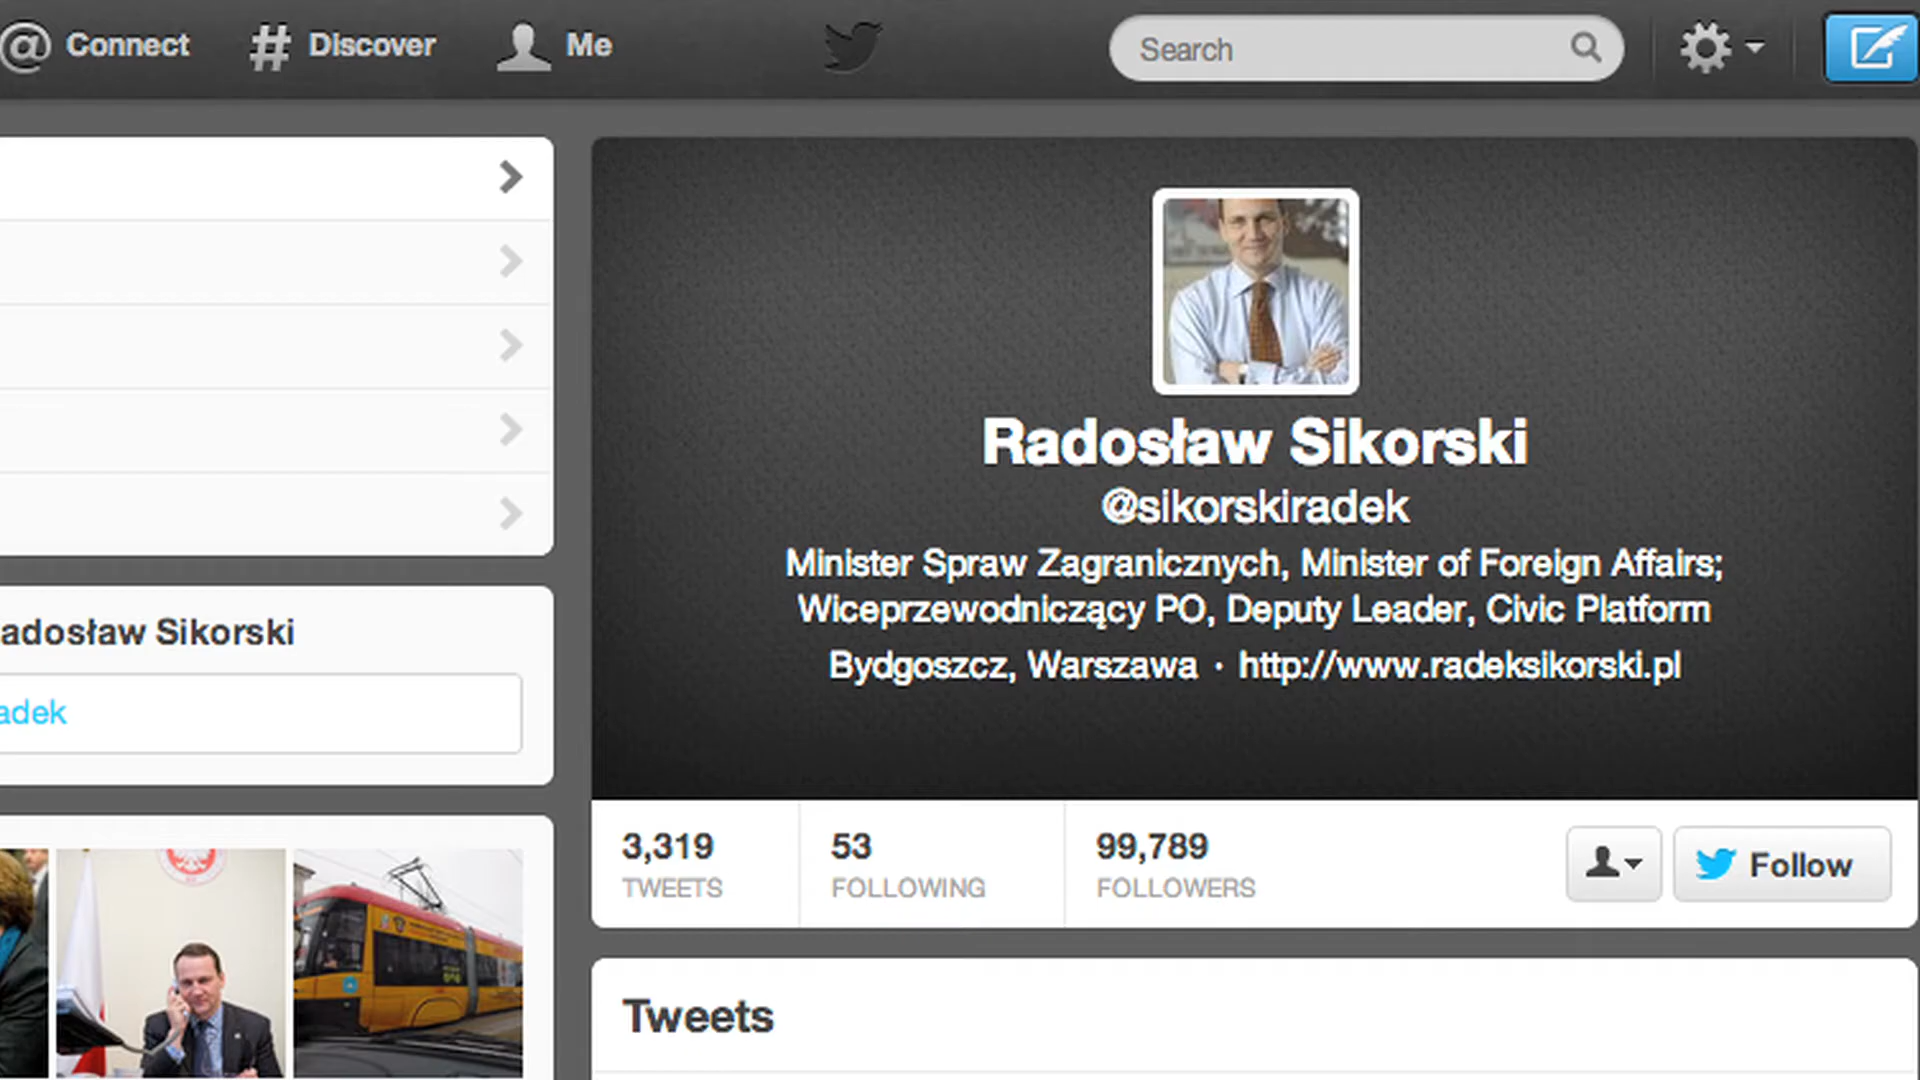 Connect
Discover
Me
Search
Radosław Sikorski
@sikorskiradek
Minister Spraw Zagranicznych, Minister of Foreign Affairs;
Wiceprzewodniczący PO, Deputy Leader, Civic Platform
Bydgoszcz, Warszawa · http://www.radeksikorski.pl
adosław Sikorski
adek
3,319
TWEETS
53
FOLLOWING
99,789
FOLLOWERS
Follow
Tweets